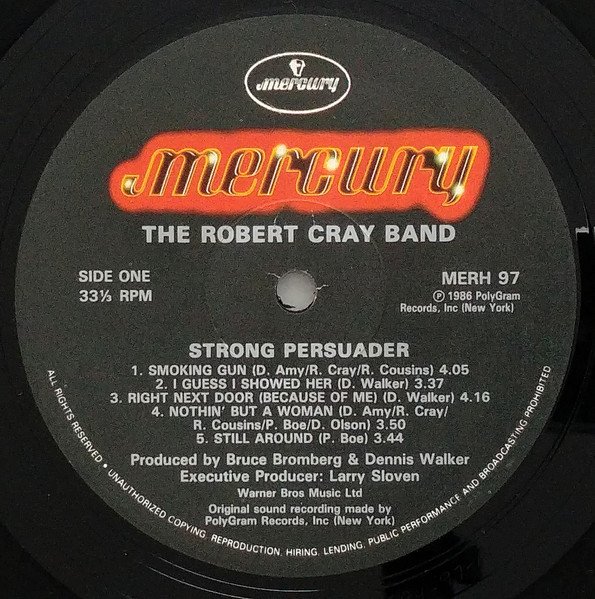 mercury
mercury
THE ROBERT CRAY BAND
SIDE ONE
33⅓ RPM
MERH 97
Ⓟ 1986 PolyGram
Records, Inc (New York)
STRONG PERSUADER
1. SMOKING GUN (D. Amy/R. Cray/R. Cousins) 4.05
2. I GUESS I SHOWED HER (D. Walker) 3.37
3. RIGHT NEXT DOOR (BECAUSE OF ME) (D. Walker) 4.16
4. NOTHIN' BUT A WOMAN (D. Amy/R. Cray/
R. Cousins/P. Boe/D. Olson) 3.50
5. STILL AROUND (P. Boe) 3.44
Produced by Bruce Bromberg & Dennis Walker
Executive Producer: Larry Sloven
Warner Bros Music Ltd
Original sound recording made by
PolyGram Records, Inc (New York)
ALL RIGHTS RESERVED • UNAUTHORIZED COPYING, REPRODUCTION, HIRING, LENDING, PUBLIC PERFORMANCE AND BROADCASTING PROHIBITED